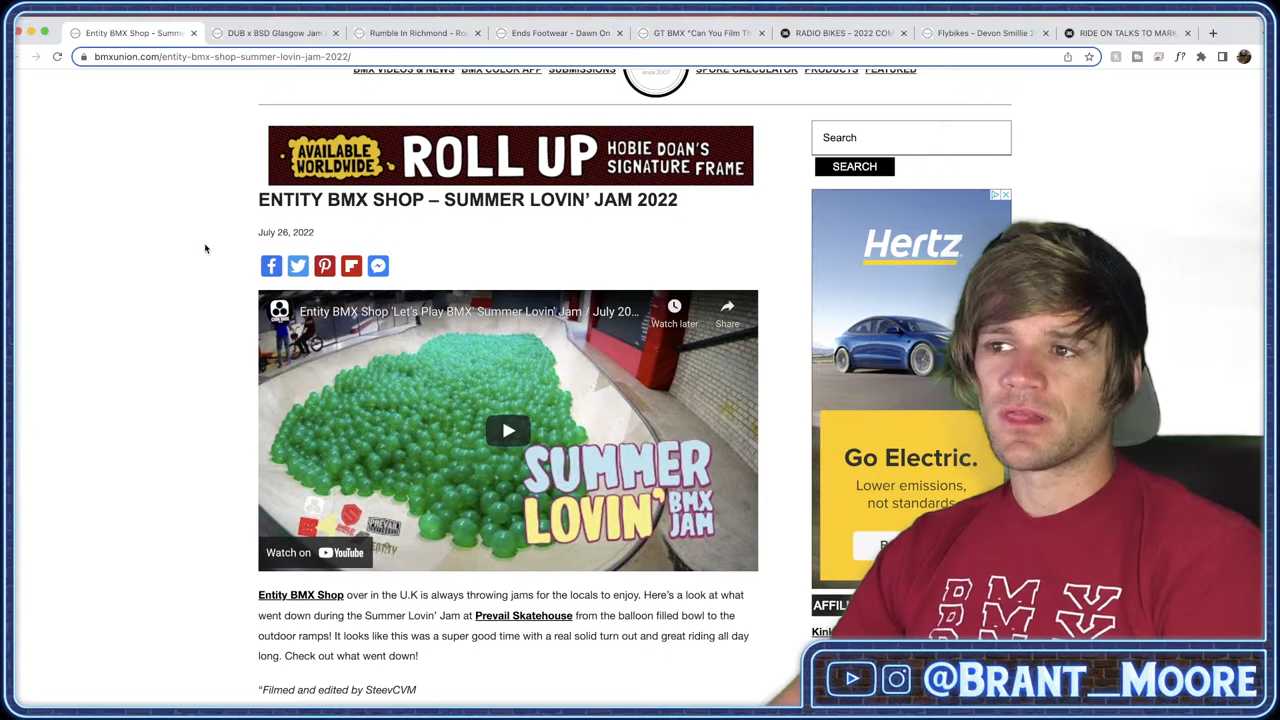 Entity BMX Shop - Summe
DUB x BSD Glasgow Jam
Rumble In Richmond - Ro
Ends Footwear - Dawn On
GT BMX "Can You Film Th
RADIO BIKES - 2022 COM
Flybikes - Devon Smillie 2
RIDE ON TALKS TO MARK
bmxunion.com/entity-bmx-shop-summer-lovin-jam-2022/
BMX VIDEOS & NEWS BMX COLOR APP SUBMISSIONS since 2007 SPOKE CALCULATOR PRODUCTS FEATURED
AVAILABLE WORLDWIDE ROLL UP HOBIE DOAN'S SIGNATURE FRAME
Search
SEARCH
ENTITY BMX SHOP – SUMMER LOVIN' JAM 2022
July 26, 2022
Entity BMX Shop 'Let's Play BMX' Summer Lovin' Jam / July 20...
Watch later
Share
SUMMER
LOVIN' BMX JAM
PREVAIL
Watch on YouTube
Hertz.
Go Electric.
Lower emissions,
not standards
AFFILI
Kink
Entity BMX Shop over in the U.K is always throwing jams for the locals to enjoy. Here's a look at what
went down during the Summer Lovin' Jam at Prevail Skatehouse from the balloon filled bowl to the
outdoor ramps! It looks like this was a super good time with a real solid turn out and great riding all day
long. Check out what went down!
"Filmed and edited by SteevCVM
BMX
@BRANT_MOORE